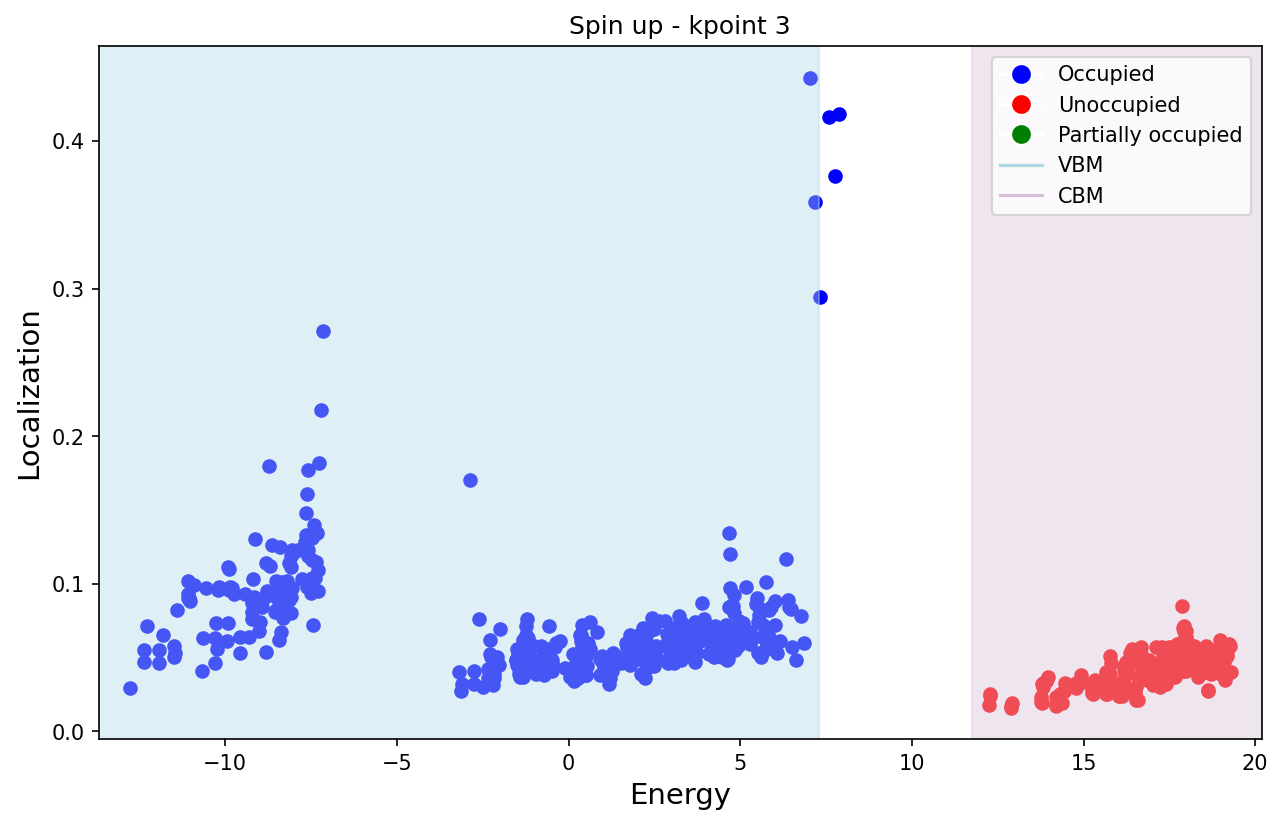 Spin up - kpoint 3
Localization
0.4
0.3
0.2
0.1
0.0
−10
−5
0
5
10
15
20
Energy
Occupied
Unoccupied
Partially occupied
VBM
CBM